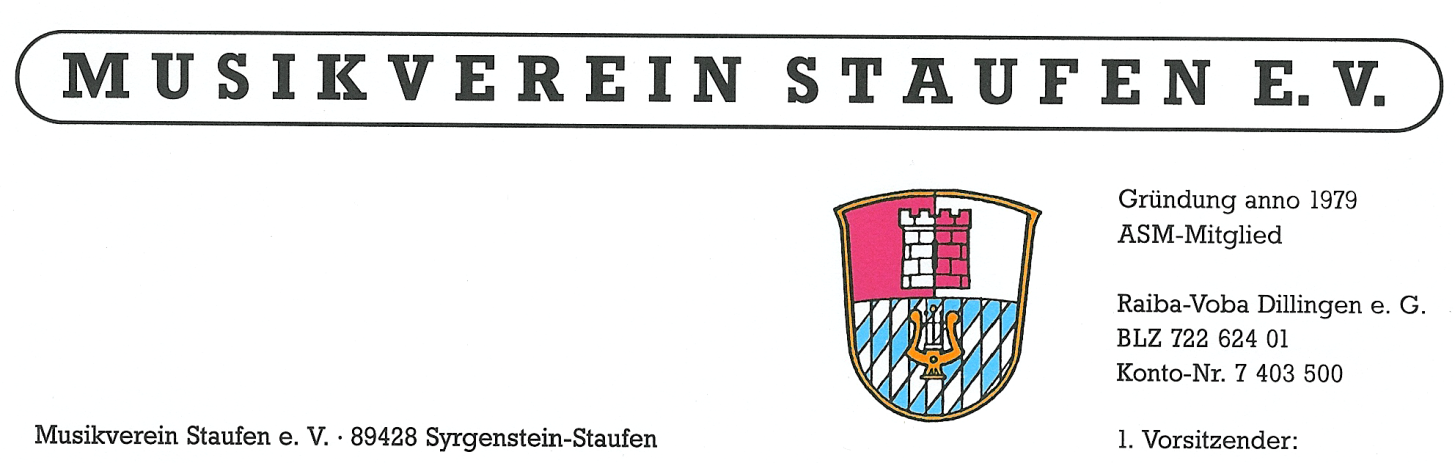 MUSIKVEREIN STAUFEN E. V.
Gründung anno 1979
ASM-Mitglied
Raiba-Voba Dillingen e. G.
BLZ 722 624 01
Konto-Nr. 7 403 500
Musikverein Staufen e. V. · 89428 Syrgenstein-Staufen
1. Vorsitzender: